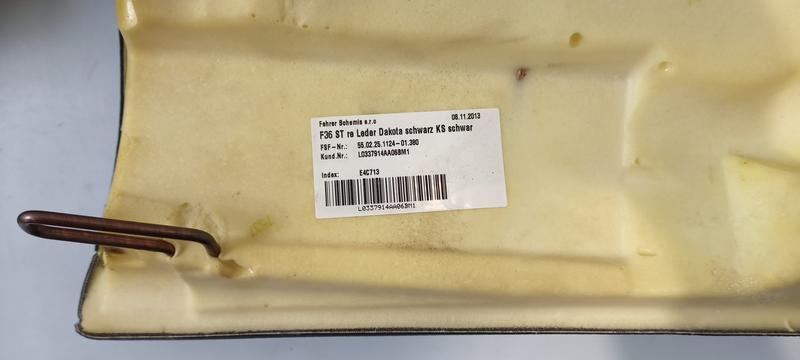 Fehrer Bohemia s.r.o 08.11.2013
F36 ST re Leder Dakota schwarz KS schwar
FSF-Nr.: 55.02.25.1124-01.380
Kund.Nr.: L0337914AA06BM1
Index: E4C713
L0337914AA06BM1